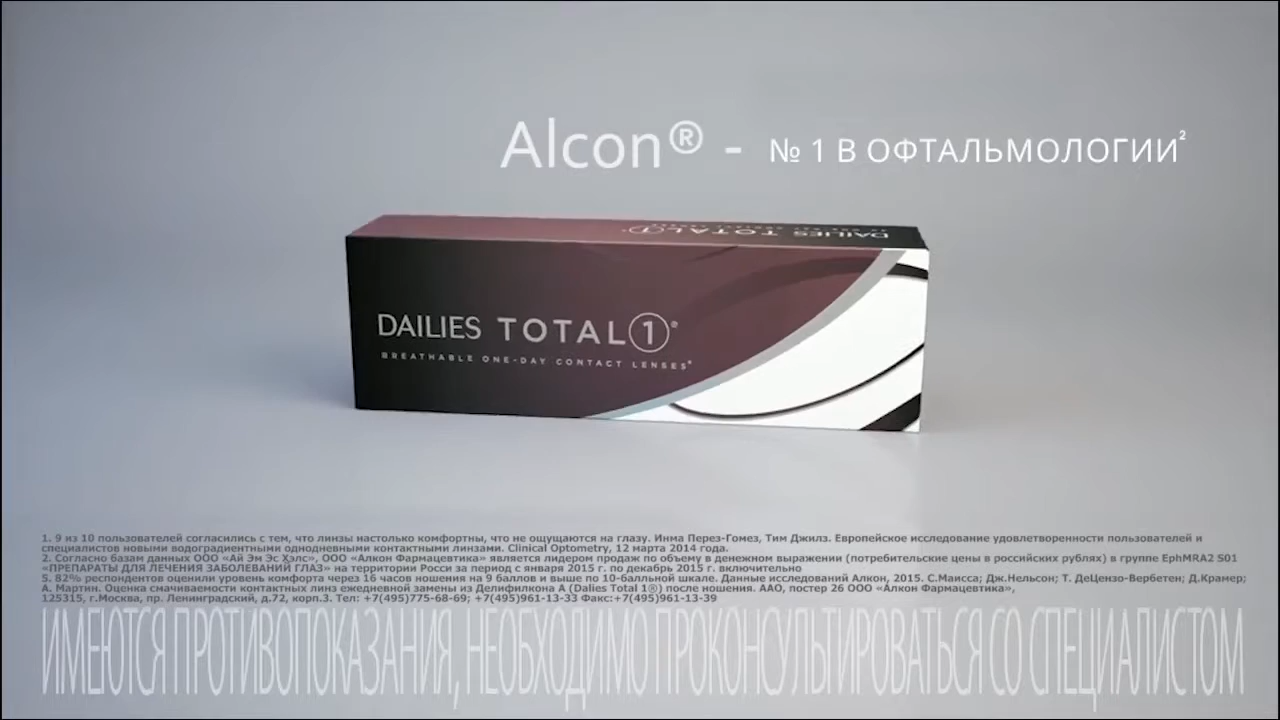 Alcon® - № 1 В ОФТАЛЬМОЛОГИИ²
DAILIES TOTAL 1®
DAILIES TOTAL 1®
BREATHABLE ONE-DAY CONTACT LENSES*
1. 9 из 10 пользователей согласились с тем, что линзы настолько комфортны, что не ощущаются на глазу. Инма Перез-Гомез, Тим Джилз. Европейское исследование удовлетворенности пользователей и
специалистов новыми водоградиентными однодневными контактными линзами. Clinical Optometry, 12 марта 2014 года.
2. Согласно базам данных ООО «Ай Эм Эс Хэлс», ООО «Алкон Фармацевтика» является лидером продаж по объему в денежном выражении (потребительские цены в российских рублях) в группе EphMRA2 S01
«ПРЕПАРАТЫ ДЛЯ ЛЕЧЕНИЯ ЗАБОЛЕВАНИЙ ГЛАЗ» на территории Росси за период с января 2015 г. по декабрь 2015 г. включительно
5. 82% респондентов оценили уровень комфорта через 16 часов ношения на 9 баллов и выше по 10-балльной шкале. Данные исследований Алкон, 2015. С.Маисса; Дж.Нельсон; Т. ДеЦензо-Вербетен; Д.Крамер;
А. Мартин. Оценка смачиваемости контактных линз ежедневной замены из Делифилкона А (Dailies Total 1®) после ношения. ААО, постер 26 ООО «Алкон Фармацевтика»,
125315, г.Москва, пр. Ленинградский, д.72, корп.3. Тел: +7(495)775-68-69; +7(495)961-13-33 Факс:+7(495)961-13-39
ИМЕЮТСЯ ПРОТИВОПОКАЗАНИЯ, НЕОБХОДИМО ПРОКОНСУЛЬТИРОВАТЬСЯ СО СПЕЦИАЛИСТОМ